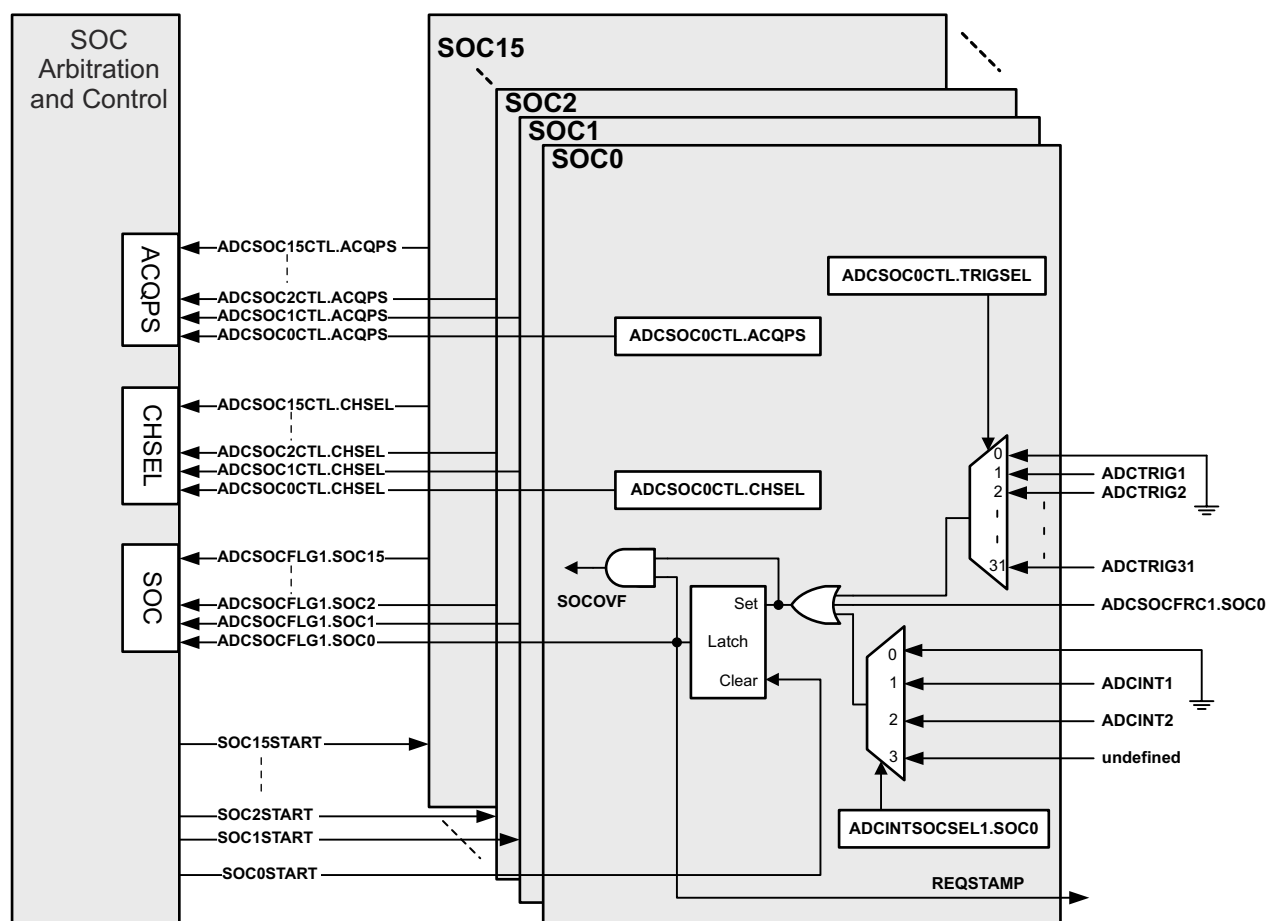 SOC
Arbitration
and Control
SOC15
SOC2
SOC1
SOC0
ACQPS
ADCSOC15CTL.ACQPS
ADCSOC2CTL.ACQPS
ADCSOC1CTL.ACQPS
ADCSOC0CTL.ACQPS
ADCSOC0CTL.ACQPS
ADCSOC0CTL.TRIGSEL
CHSEL
ADCSOC15CTL.CHSEL
ADCSOC2CTL.CHSEL
ADCSOC1CTL.CHSEL
ADCSOC0CTL.CHSEL
ADCSOC0CTL.CHSEL
0
1
2
31
ADCTRIG1
ADCTRIG2
ADCTRIG31
SOC
ADCSOCFLG1.SOC15
ADCSOCFLG1.SOC2
ADCSOCFLG1.SOC1
ADCSOCFLG1.SOC0
SOCOVF
Set
Latch
Clear
ADCSOCFRC1.SOC0
0
1
2
3
ADCINT1
ADCINT2
undefined
ADCINTSOCSEL1.SOC0
SOC15START
SOC2START
SOC1START
SOC0START
REQSTAMP